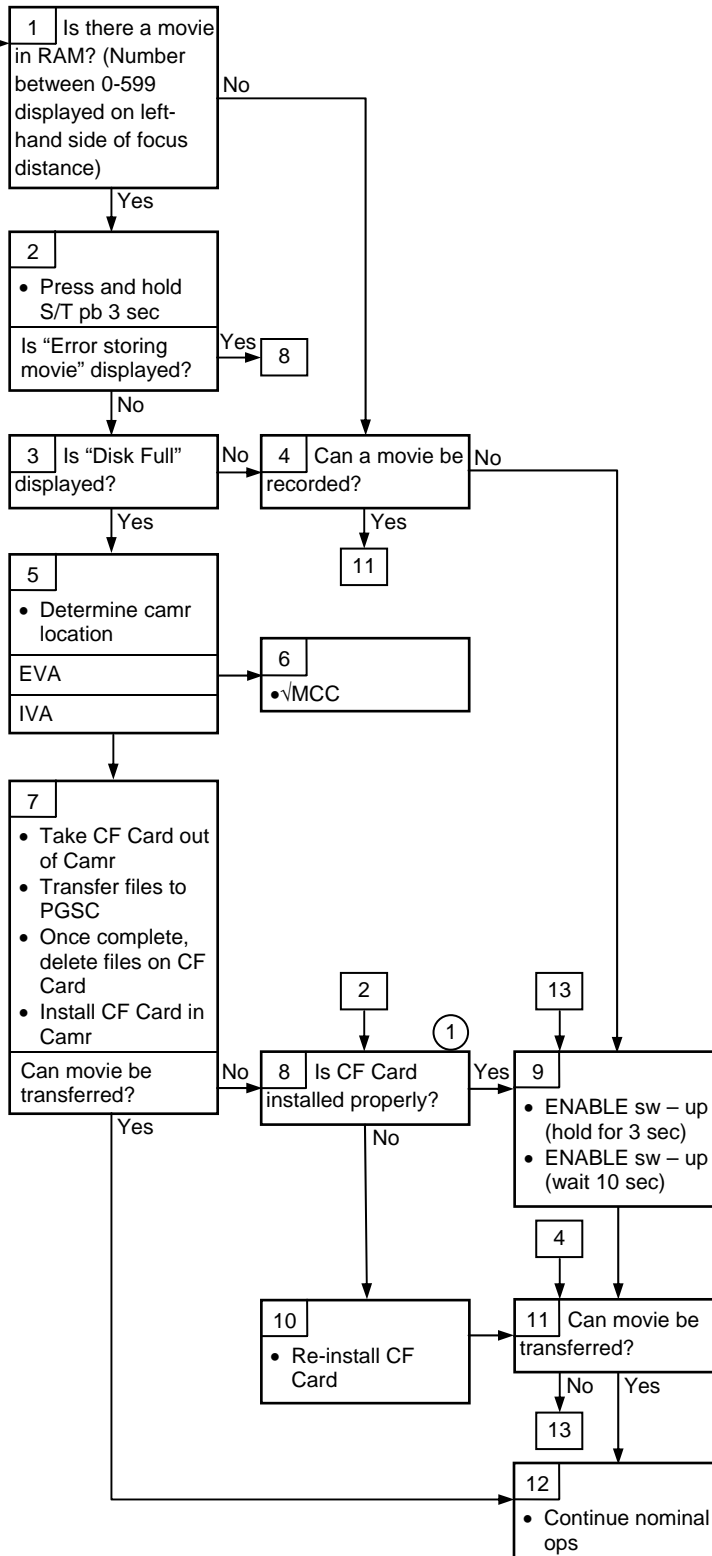 1 Is there a movie
in RAM? (Number
between 0-599
displayed on left-
hand side of focus
distance)
No
Yes
2
• Press and hold
S/T pb 3 sec
Is “Error storing
movie” displayed?
Yes
8
No
3 Is “Disk Full”
displayed?
No
4 Can a movie be
recorded?
No
Yes
Yes
11
5
• Determine camr
location
EVA
IVA
6
•√MCC
7
• Take CF Card out
of Camr
• Transfer files to
PGSC
• Once complete,
delete files on CF
Card
• Install CF Card in
Camr
Can movie be
transferred?
No
Yes
2
1
8 Is CF Card
installed properly?
Yes
No
13
9
• ENABLE sw – up
(hold for 3 sec)
• ENABLE sw – up
(wait 10 sec)
4
10
• Re-install CF
Card
11 Can movie be
transferred?
No
Yes
13
12
• Continue nominal
ops